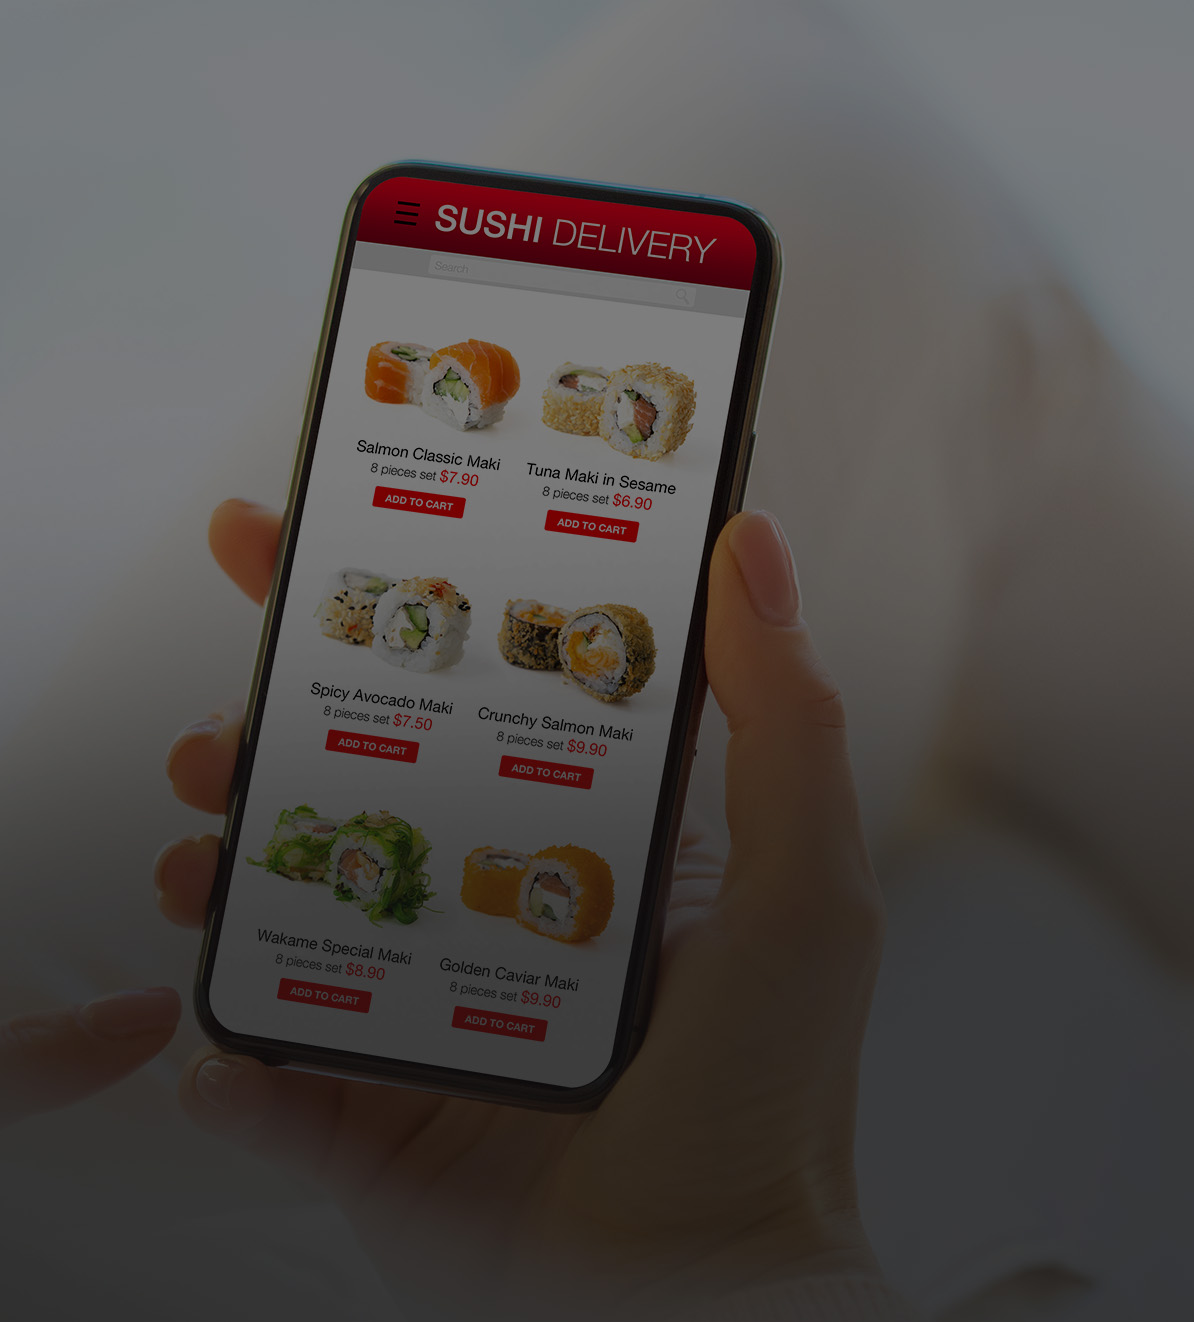 SUSHI DELIVERY
Search
Salmon Classic Maki
8 pieces set $7.90
ADD TO CART
Tuna Maki in Sesame
8 pieces set $6.90
ADD TO CART
Spicy Avocado Maki
8 pieces set $7.50
ADD TO CART
Crunchy Salmon Maki
8 pieces set $9.90
ADD TO CART
Wakame Special Maki
8 pieces set $8.90
ADD TO CART
Golden Caviar Maki
8 pieces set $9.90
ADD TO CART